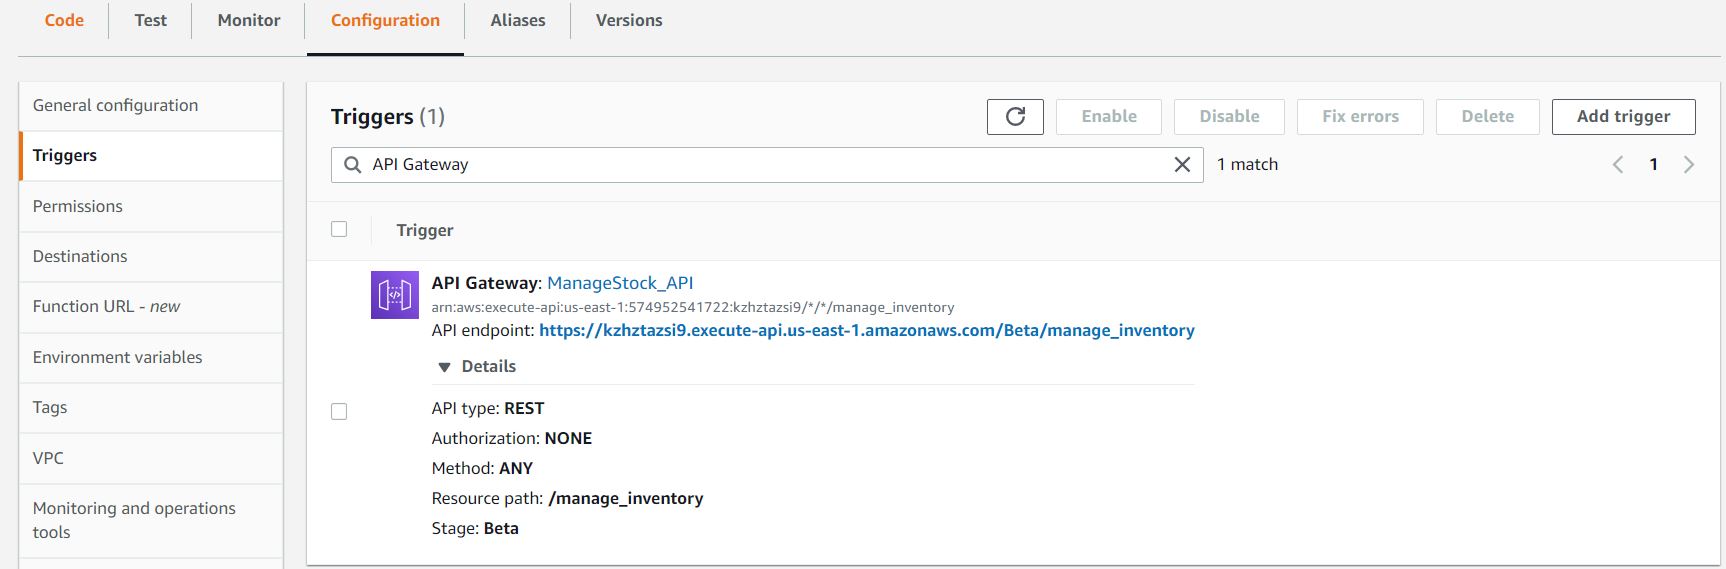 Code Test Monitor Configuration Aliases Versions
General configuration
Triggers
Permissions
Destinations
Function URL - new
Environment variables
Tags
VPC
Monitoring and operations
tools
Triggers (1) Enable Disable Fix errors Delete Add trigger
API Gateway 1 match 1
Trigger
API Gateway: ManageStock_API
arn:aws:execute-api:us-east-1:574952541722:kzhztazsi9/*/*/manage_inventory
API endpoint: https://kzhztazsi9.execute-api.us-east-1.amazonaws.com/Beta/manage_inventory
Details
API type: REST
Authorization: NONE
Method: ANY
Resource path: /manage_inventory
Stage: Beta